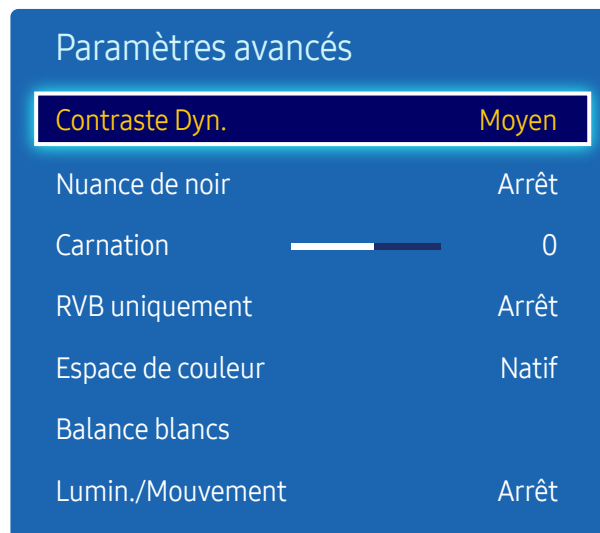 Paramètres avancés
Contraste Dyn. Moyen
Nuance de noir Arrêt
Carnation 0
RVB uniquement Arrêt
Espace de couleur Natif
Balance blancs
Lumin./Mouvement Arrêt